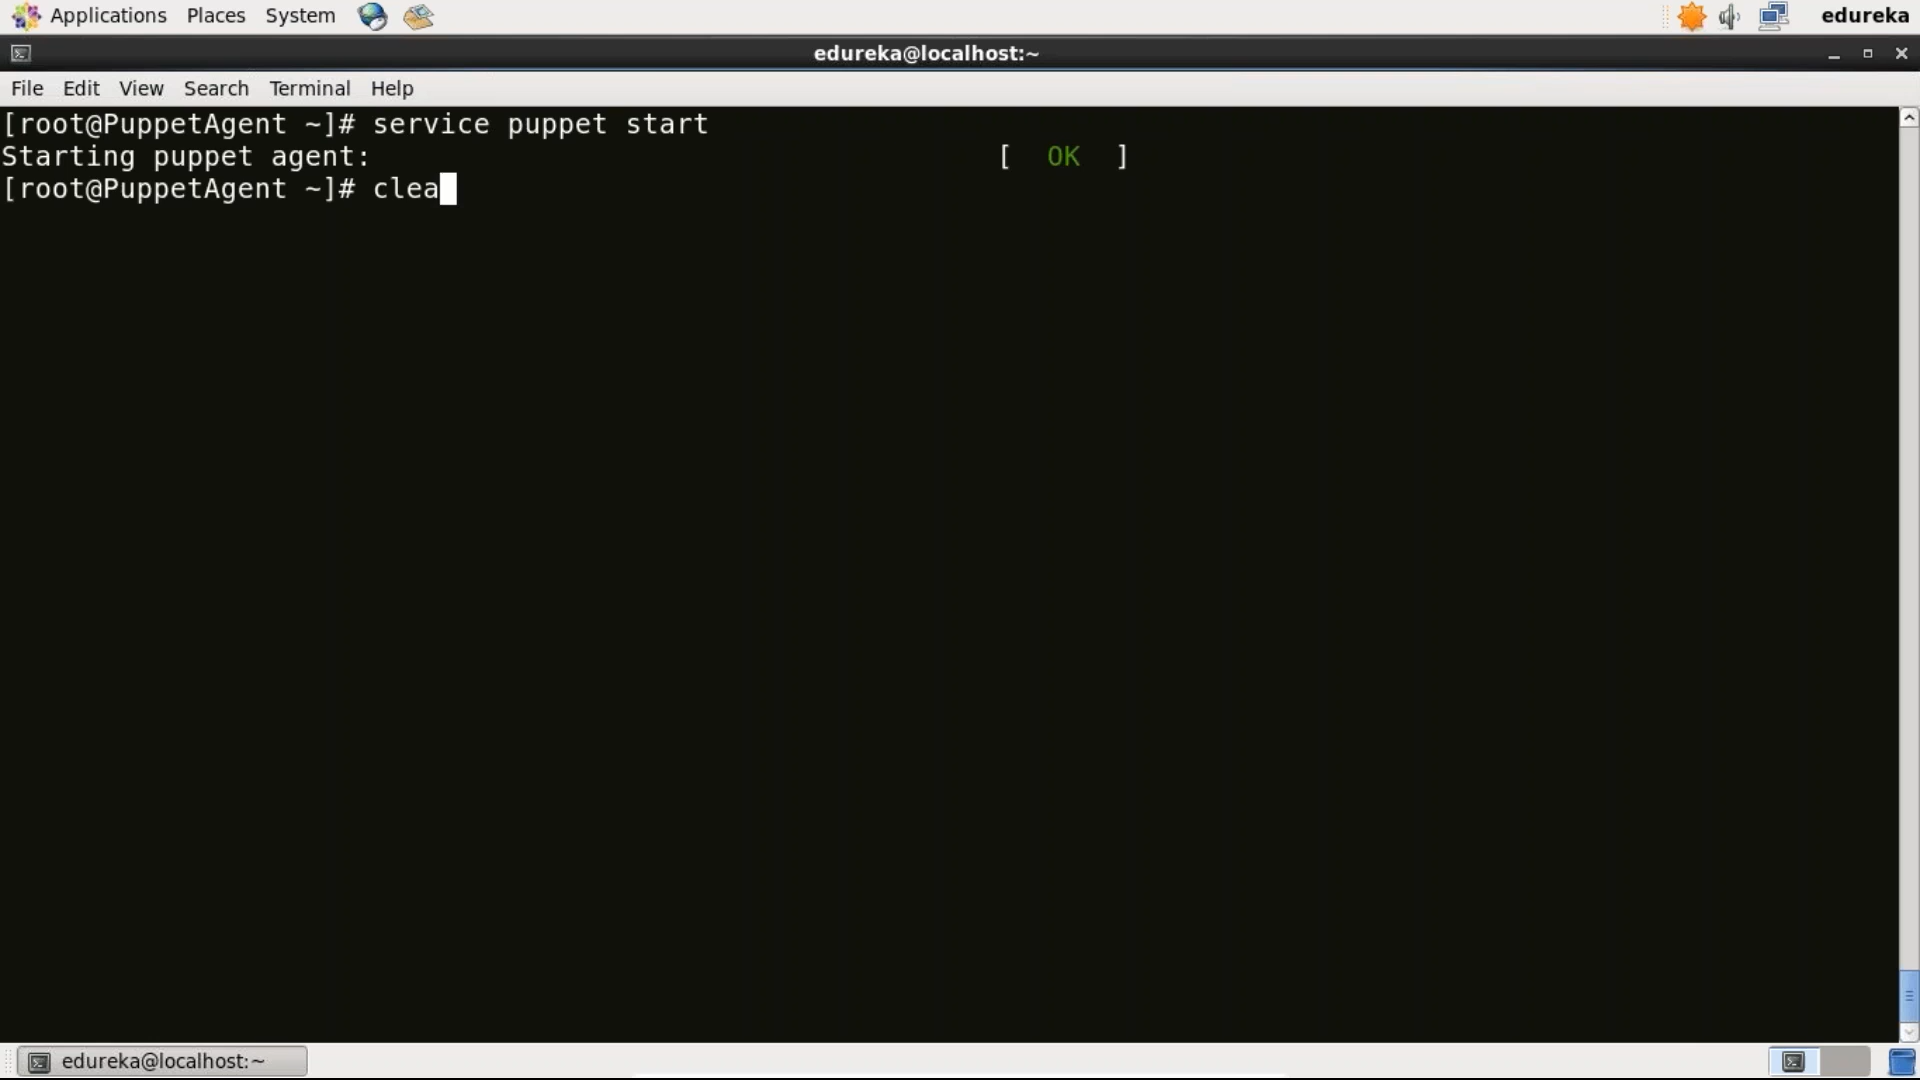 Applications Places System edureka
edureka@localhost:~
File Edit View Search Terminal Help
[root@PuppetAgent ~]# service puppet start
Starting puppet agent: [ OK ]
[root@PuppetAgent ~]# clea
edureka@localhost:~